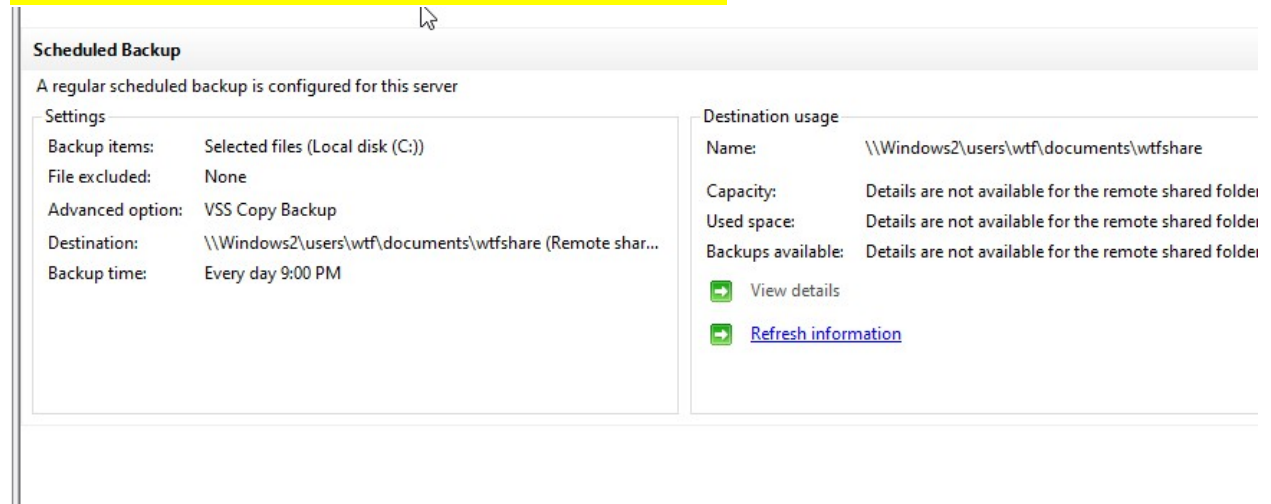 Scheduled Backup
A regular scheduled backup is configured for this server
Settings
Backup items: Selected files (Local disk (C:))
File excluded: None
Advanced option: VSS Copy Backup
Destination: \\Windows2\users\wtf\documents\wtfshare (Remote shar...
Backup time: Every day 9:00 PM
Destination usage
Name: \\Windows2\users\wtf\documents\wtfshare
Capacity: Details are not available for the remote shared folder
Used space: Details are not available for the remote shared folder
Backups available: Details are not available for the remote shared folder
View details
Refresh information